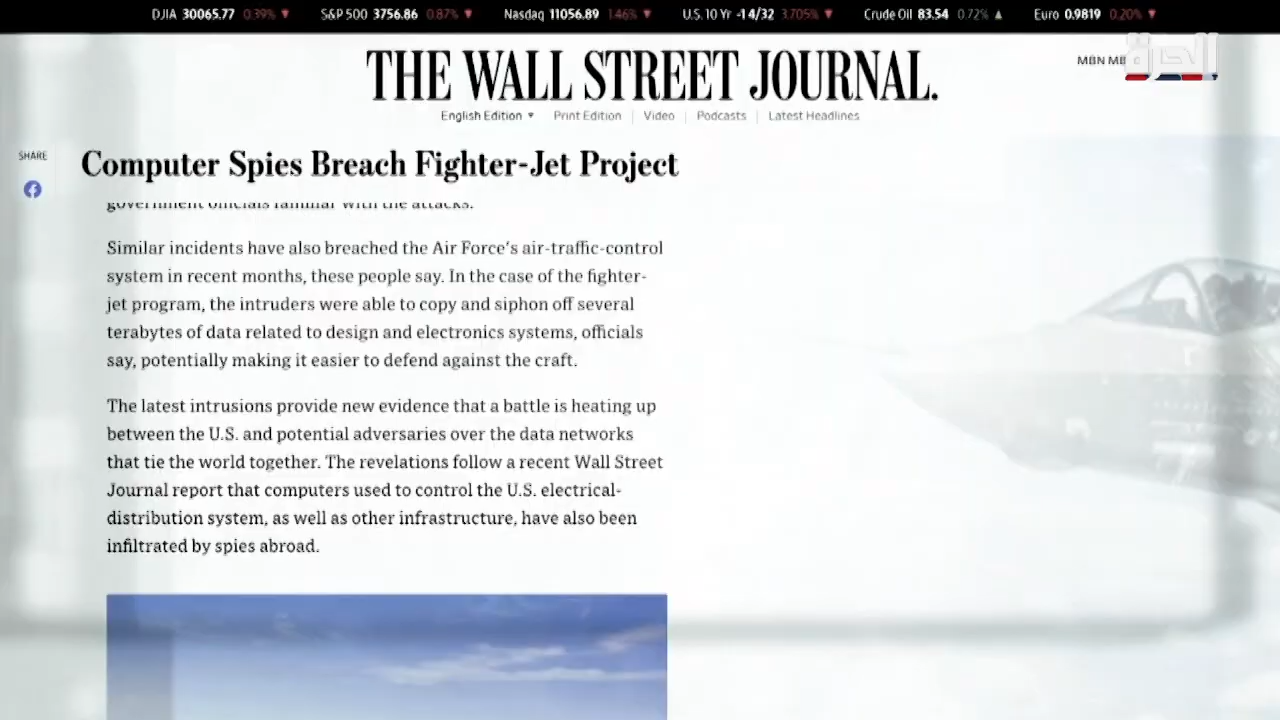 DJIA 30065.77 0.39% ▼ S&P 500 3756.86 0.87% ▼ Nasdaq 11056.89 1.46% ▼ U.S. 10 Yr -14/32 3.705% ▼ Crude Oil 83.54 0.72% ▲ Euro 0.9819 0.20% ▼
الحرة
THE WALL STREET JOURNAL.
MBN
English Edition ▼ Print Edition | Video | Podcasts | Latest Headlines
SHARE
Computer Spies Breach Fighter-Jet Project
government officials familiar with the attacks.
Similar incidents have also breached the Air Force's air-traffic-control
system in recent months, these people say. In the case of the fighter-
jet program, the intruders were able to copy and siphon off several
terabytes of data related to design and electronics systems, officials
say, potentially making it easier to defend against the craft.
The latest intrusions provide new evidence that a battle is heating up
between the U.S. and potential adversaries over the data networks
that tie the world together. The revelations follow a recent Wall Street
Journal report that computers used to control the U.S. electrical-
distribution system, as well as other infrastructure, have also been
infiltrated by spies abroad.